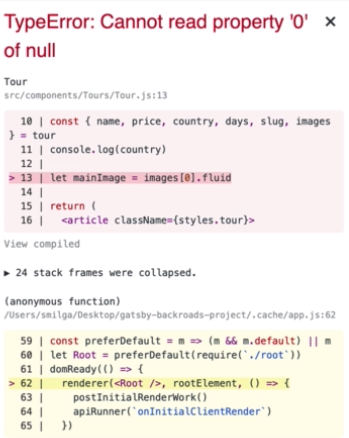 TypeError: Cannot read property '0' ×
of null
Tour
src/components/Tours/Tour.js:13
10 | const { name, price, country, days, slug, images
} = tour
11 | console.log(country)
12 |
> 13 | let mainImage = images[0].fluid
14 |
15 | return (
16 |   <article className={styles.tour}>
View compiled
▶ 24 stack frames were collapsed.
(anonymous function)
/Users/smilga/Desktop/gatsby-backroads-project/.cache/app.js:62
59 | const preferDefault = m => (m && m.default) || m
60 | let Root = preferDefault(require(`./root`))
61 | domReady(() => {
> 62 |   renderer(<Root />, rootElement, () => {
63 |     postInitialRenderWork()
64 |     apiRunner(`onInitialClientRender`)
65 |   })